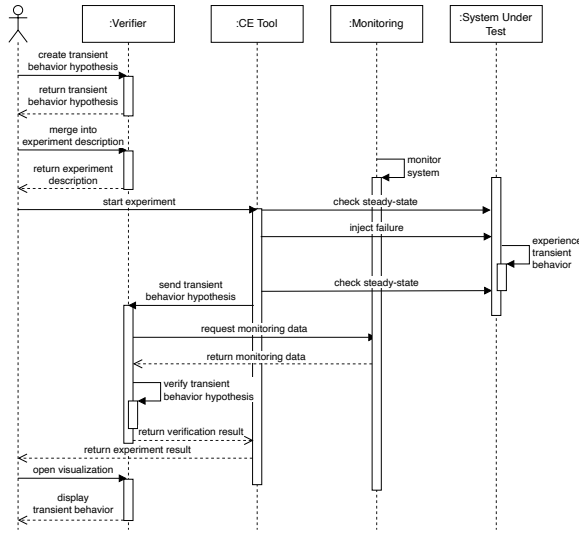 :Verifier
:CE Tool
:Monitoring
:System Under
Test
create transient
behavior hypothesis
return transient
behavior hypothesis
merge into
experiment description
return experiment
description
monitor
system
start experiment
check steady-state
inject failure
experience
transient
behavior
send transient
behavior hypothesis
check steady-state
request monitoring data
return monitoring data
verify transient
behavior hypothesis
return verification result
return experiment result
open visualization
display
transient behavior